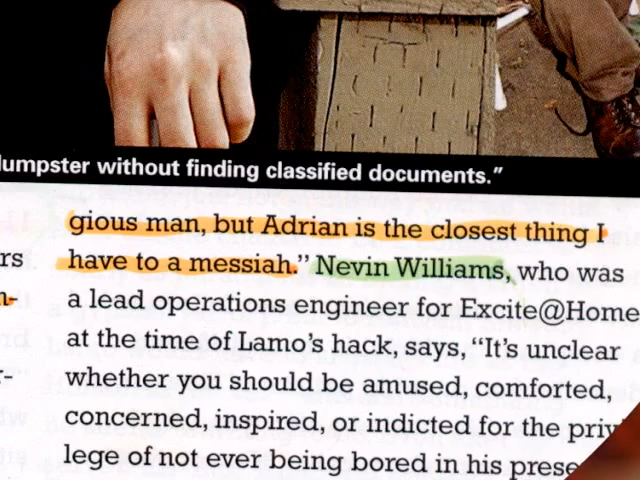 dumpster without finding classified documents."
gious man, but Adrian is the closest thing I
have to a messiah." Nevin Williams, who was
a lead operations engineer for Excite@Home
at the time of Lamo's hack, says, "It's unclear
whether you should be amused, comforted,
concerned, inspired, or indicted for the privi
lege of not ever being bored in his prese